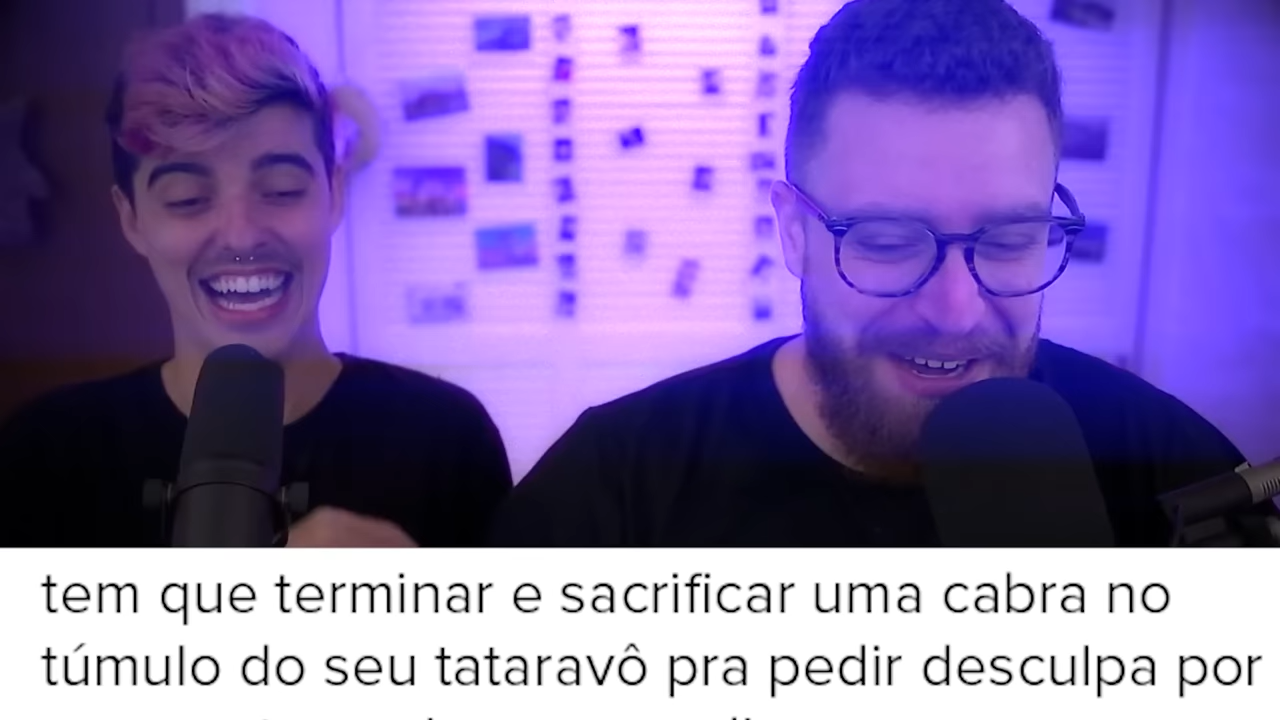 tem que terminar e sacrificar uma cabra no
túmulo do seu tataravô pra pedir desculpa por